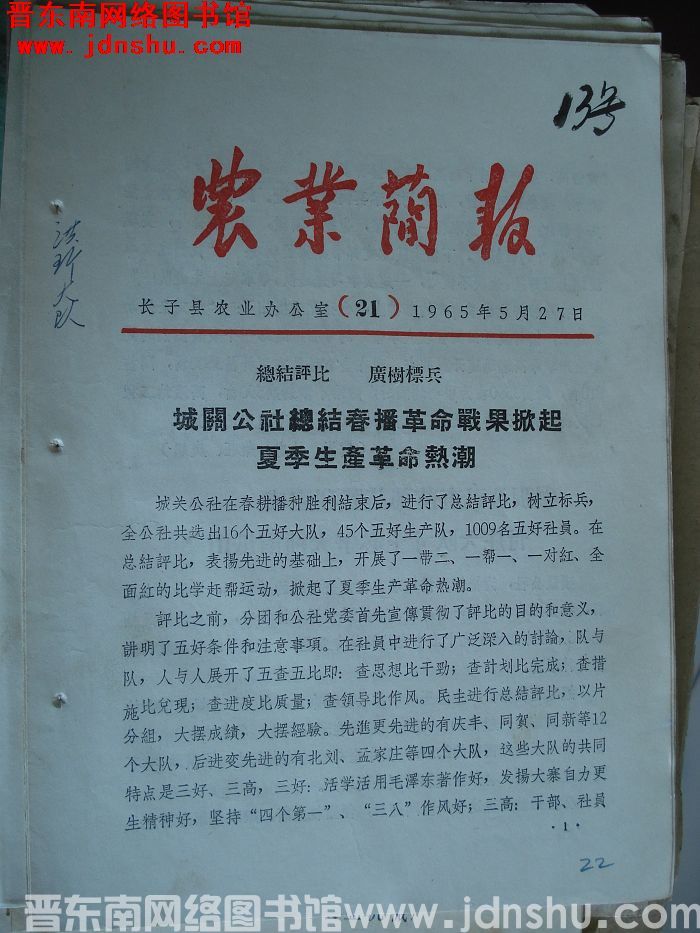 晋东南网络图书馆
www.jdnshu.com
13号
農業簡報
长子县农业办公室(21)1965年5月27日
總結評比 廣樹標兵
城關公社總結春播革命戰果掀起
夏季生產革命熱潮
城关公社在春耕播种胜利結束后，进行了总結評比，树立标兵，
全公社共选出16个五好大队，45个五好生产队，1009名五好社員。在
总結評比，表揚先进的基础上，开展了一带二、一帮一、一对紅、全
面紅的比学赶帮运动，掀起了夏季生产革命热潮。
評比之前，分团和公社党委首先宣傳貫彻了評比的目的和意义，
讲明了五好条件和注意事項。在社員中进行了广泛深入的討論，队与
队，人与人展开了五查五比即：查思想比干勁；查計划比完成；查措
施比兌現；查进度比质量；查領导比作风。民主进行总結評比，以片
分組，大摆成績，大摆經驗。先進更先进的有庆丰、同賀、同新等12
个大队，后进变先进的有北刘、孟家庄等四个大队，这些大队的共同
特点是三好、三高，三好：活学活用毛澤东著作好，发揚大寨自力更
生精神好，坚持“四个第一”、“三八”作风好；三高：干部、社員
·1·
22
晋东南网络图书馆 www.jdnshu.com